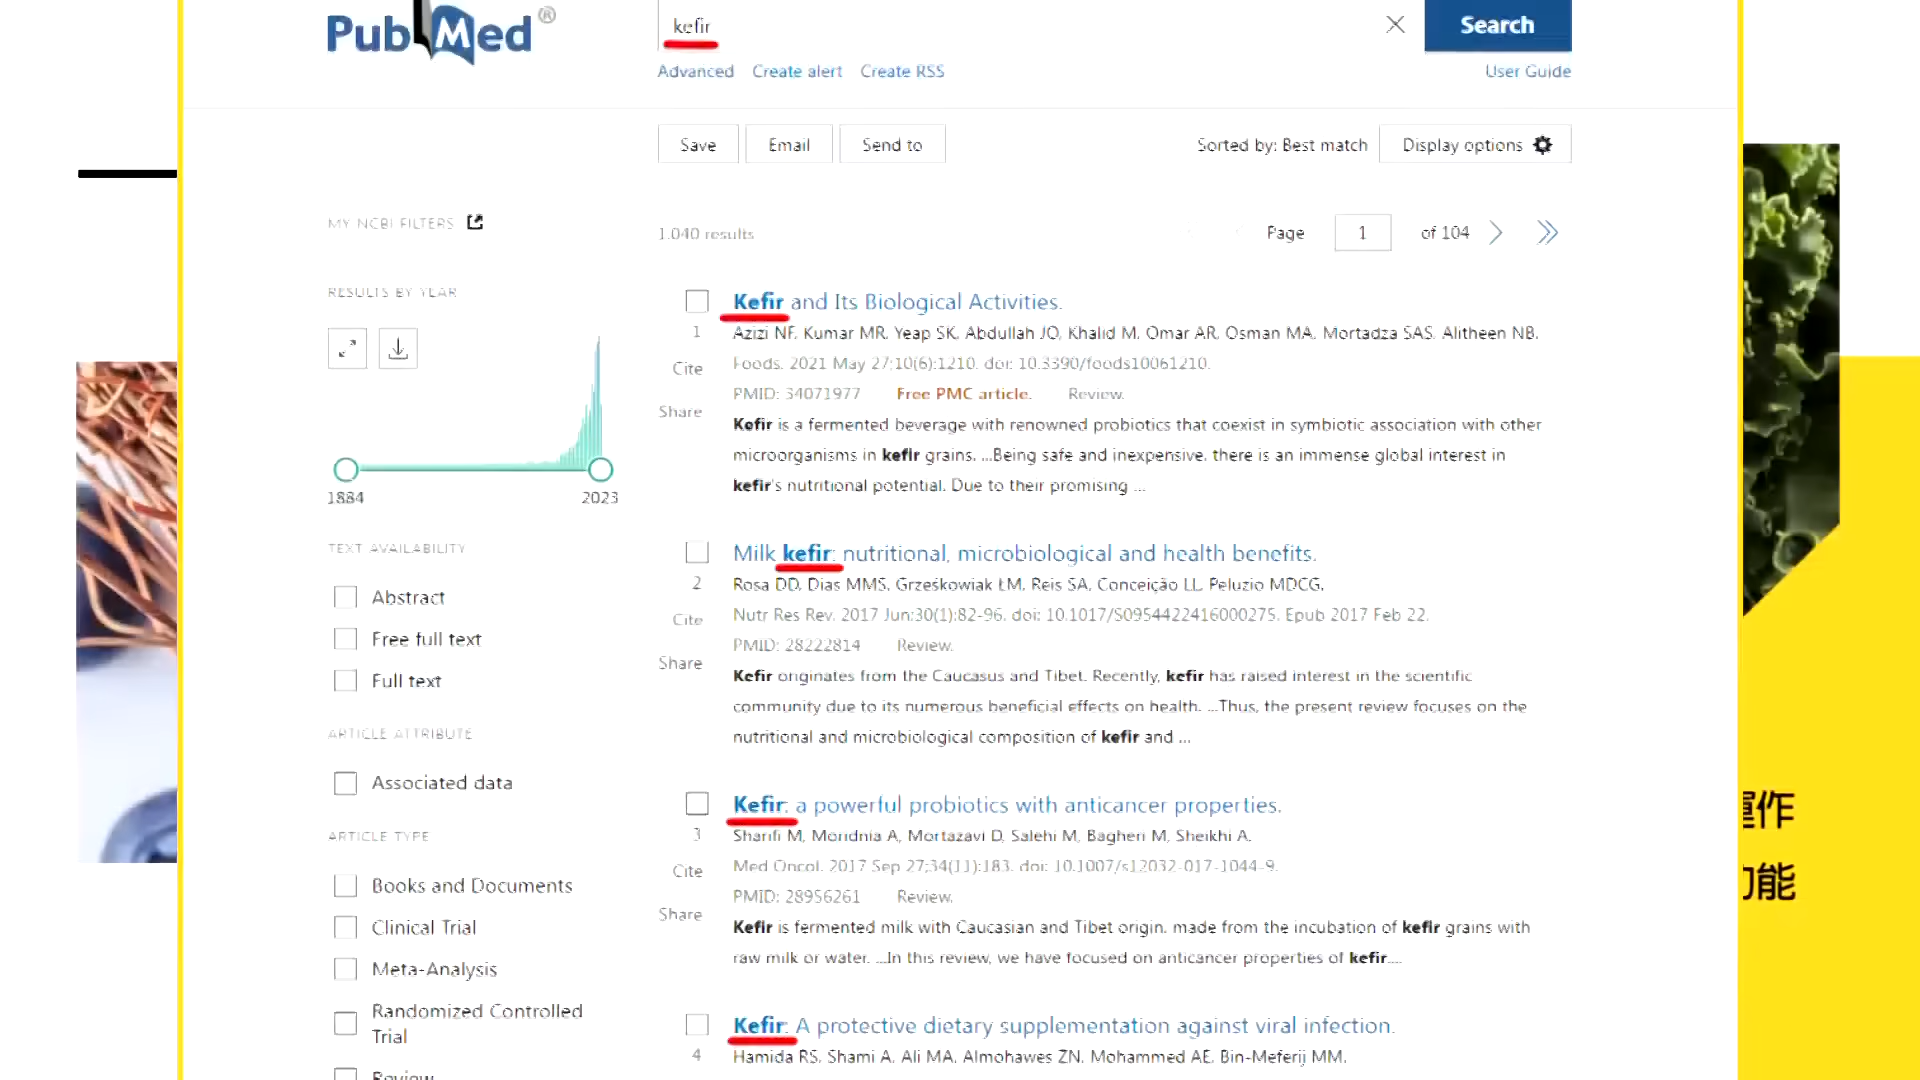 PubMed®
kefir
Search
Advanced Create alert Create RSS
User Guide
Save Email Send to
Sorted by: Best match Display options
MY NCBI FILTERS
1,040 results
Page 1 of 104
RESULTS BY YEAR
1884 2023
TEXT AVAILABILITY
Abstract
Free full text
Full text
ARTICLE ATTRIBUTE
Associated data
ARTICLE TYPE
Books and Documents
Clinical Trial
Meta-Analysis
Randomized Controlled
Trial
Review
Kefir and Its Biological Activities.
1
Azizi NF, Kumar MR, Yeap SK, Abdullah JO, Khalid M, Omar AR, Osman MA, Mortadza SAS, Alitheen NB.
Cite
Foods. 2021 May 27;10(6):1210. doi: 10.3390/foods10061210.
PMID: 34071977 Free PMC article. Review.
Share
Kefir is a fermented beverage with renowned probiotics that coexist in symbiotic association with other
microorganisms in kefir grains. ...Being safe and inexpensive, there is an immense global interest in
kefir's nutritional potential. Due to their promising ...
Milk kefir: nutritional, microbiological and health benefits.
2
Rosa DD, Dias MMS, Grześkowiak ŁM, Reis SA, Conceição LL, Peluzio MDCG.
Cite
Nutr Res Rev. 2017 Jun;30(1):82-96. doi: 10.1017/S0954422416000275. Epub 2017 Feb 22.
PMID: 28222814 Review.
Share
Kefir originates from the Caucasus and Tibet. Recently, kefir has raised interest in the scientific
community due to its numerous beneficial effects on health. ...Thus, the present review focuses on the
nutritional and microbiological composition of kefir and ...
Kefir: a powerful probiotics with anticancer properties.
3
Sharifi M, Moridnia A, Mortazavi D, Salehi M, Bagheri M, Sheikhi A.
Cite
Med Oncol. 2017 Sep 27;34(11):183. doi: 10.1007/s12032-017-1044-9.
PMID: 28956261 Review.
Share
Kefir is fermented milk with Caucasian and Tibet origin, made from the incubation of kefir grains with
raw milk or water. ...In this review, we have focused on anticancer properties of kefir....
Kefir: A protective dietary supplementation against viral infection.
4
Hamida RS, Shami A, Ali MA, Almohawes ZN, Mohammed AE, Bin-Meferij MM.
運作
功能